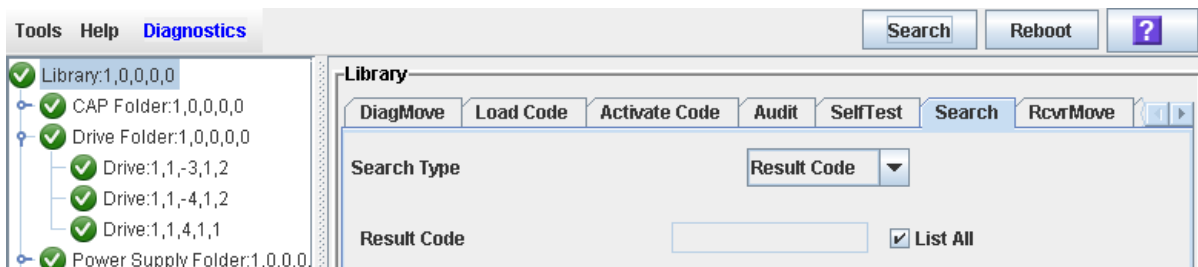 Tools Help Diagnostics Search Reboot ?
Library:1,0,0,0,0
CAP Folder:1,0,0,0,0
Drive Folder:1,0,0,0,0
Drive:1,1,-3,1,2
Drive:1,1,-4,1,2
Drive:1,1,4,1,1
Power Supply Folder:1,0,0,0,
Library
DiagMove Load Code Activate Code Audit SelfTest Search RcvrMove
Search Type Result Code
Result Code List All